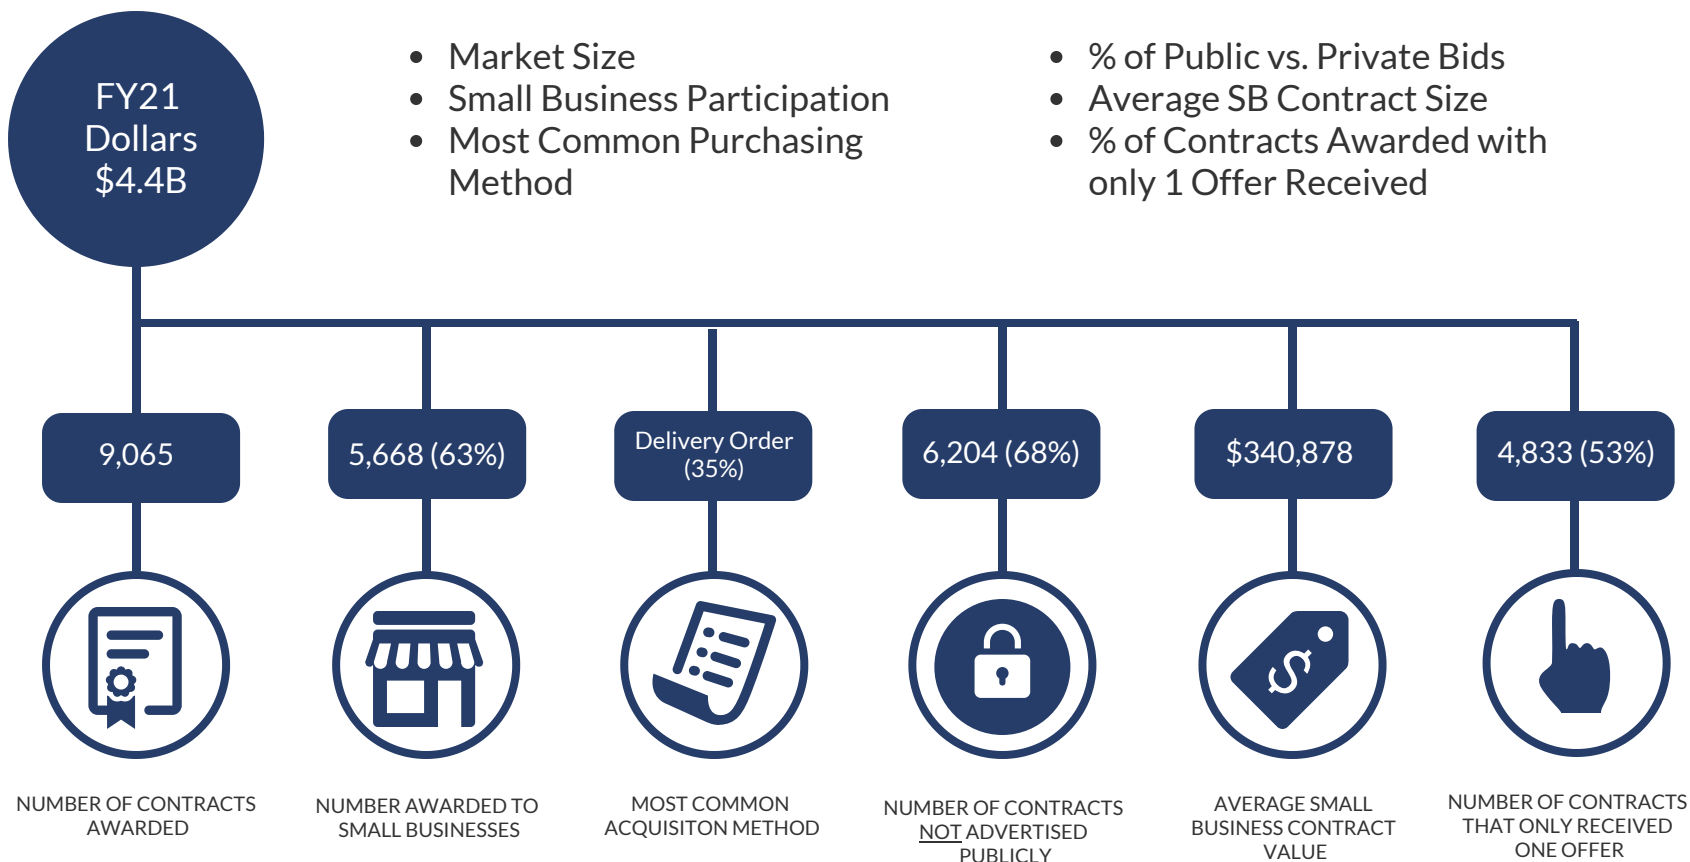 FY21
Dollars
$4.4B
• Market Size
• Small Business Participation
• Most Common Purchasing
Method
• % of Public vs. Private Bids
• Average SB Contract Size
• % of Contracts Awarded with
only 1 Offer Received
9,065
5,668 (63%)
Delivery Order
(35%)
6,204 (68%)
$340,878
4,833 (53%)
$
NUMBER OF CONTRACTS
AWARDED
NUMBER AWARDED TO
SMALL BUSINESSES
MOST COMMON
ACQUISITON METHOD
NUMBER OF CONTRACTS
NOT ADVERTISED
PUBLICLY
AVERAGE SMALL
BUSINESS CONTRACT
VALUE
NUMBER OF CONTRACTS
THAT ONLY RECEIVED
ONE OFFER